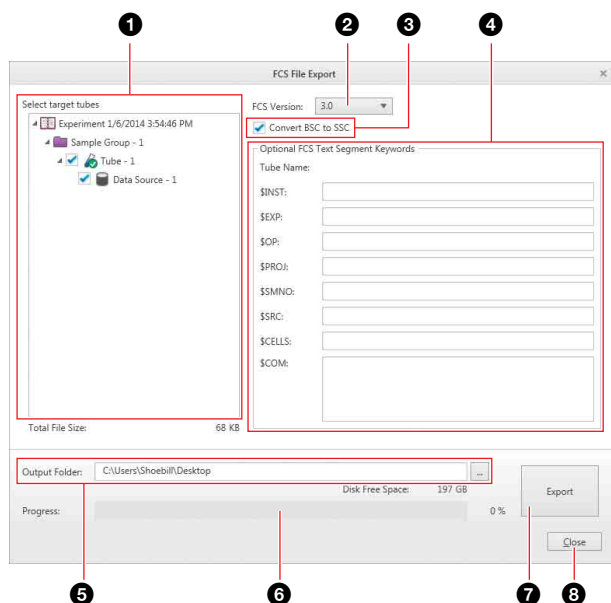 1 2 3 4
FCS File Export ×
Select target tubes
Experiment 1/6/2014 3:54:46 PM
Sample Group - 1
Tube - 1
Data Source - 1
Total File Size: 68 KB
FCS Version: 3.0
Convert BSC to SSC
Optional FCS Text Segment Keywords
Tube Name:
$INST:
$EXP:
$OP:
$PROJ:
$SMNO:
$SRC:
$CELLS:
$COM:
Output Folder: C:\Users\Shoebill\Desktop ...
Disk Free Space: 197 GB
Progress: 0 %
Export
Close
5 6 7 8